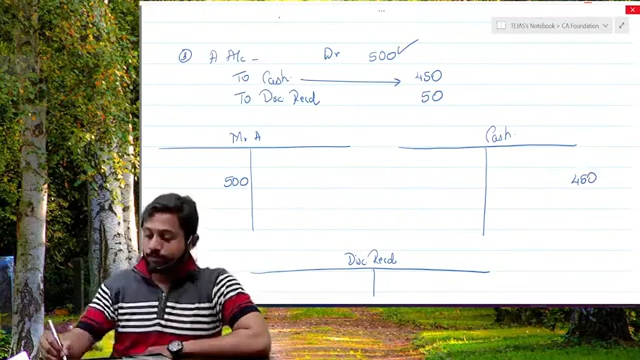 ...
TEJAS's Notebook > CA Foundation
③ A A/c - Dr 500✓
To Cash → 450
To Disc Recd 50
Mr A Cash
500 450
Disc Recd